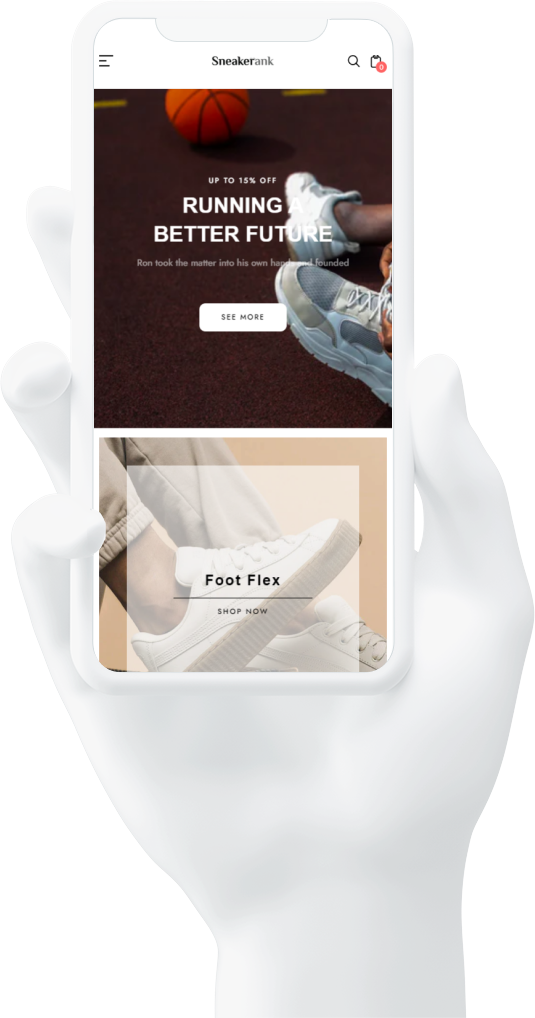 Sneakerank
0
UP TO 15% OFF
RUNNING A
BETTER FUTURE
Ron took the matter into his own hands and founded
SEE MORE
Foot Flex
SHOP NOW